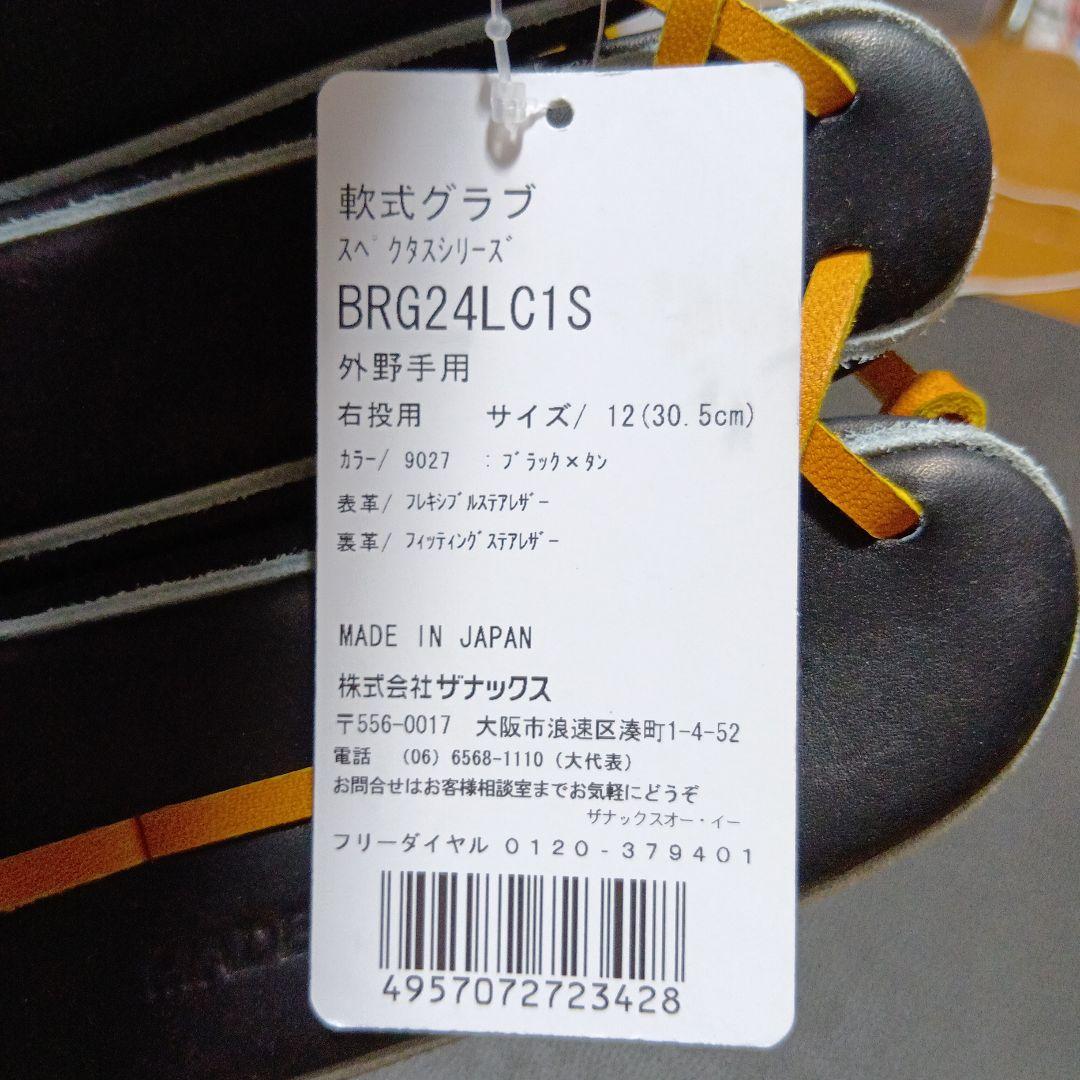 軟式グラブ
ｽﾍﾟｸﾀｽｼﾘｰｽﾞ
BRG24LC1S
外野手用
右投用 サイズ/ 12(30.5cm)
ｶﾗｰ/ 9027 : ﾌﾞﾗｯｸ×ﾀﾝ
表革/ ﾌﾚｷｼﾌﾞﾙｽﾃｱﾚｻﾞｰ
裏革/ ﾌｨｯﾃｨﾝｸﾞｽﾃｱﾚｻﾞｰ
MADE IN JAPAN
株式会社ザナックス
〒556-0017 大阪市浪速区湊町1-4-52
電話 (06) 6568-1110 (大代表)
お問合せはお客様相談室までお気軽にどうぞ
ザナックスオー・イー
フリーダイヤル ０１２０-３７９４０１
4957072723428